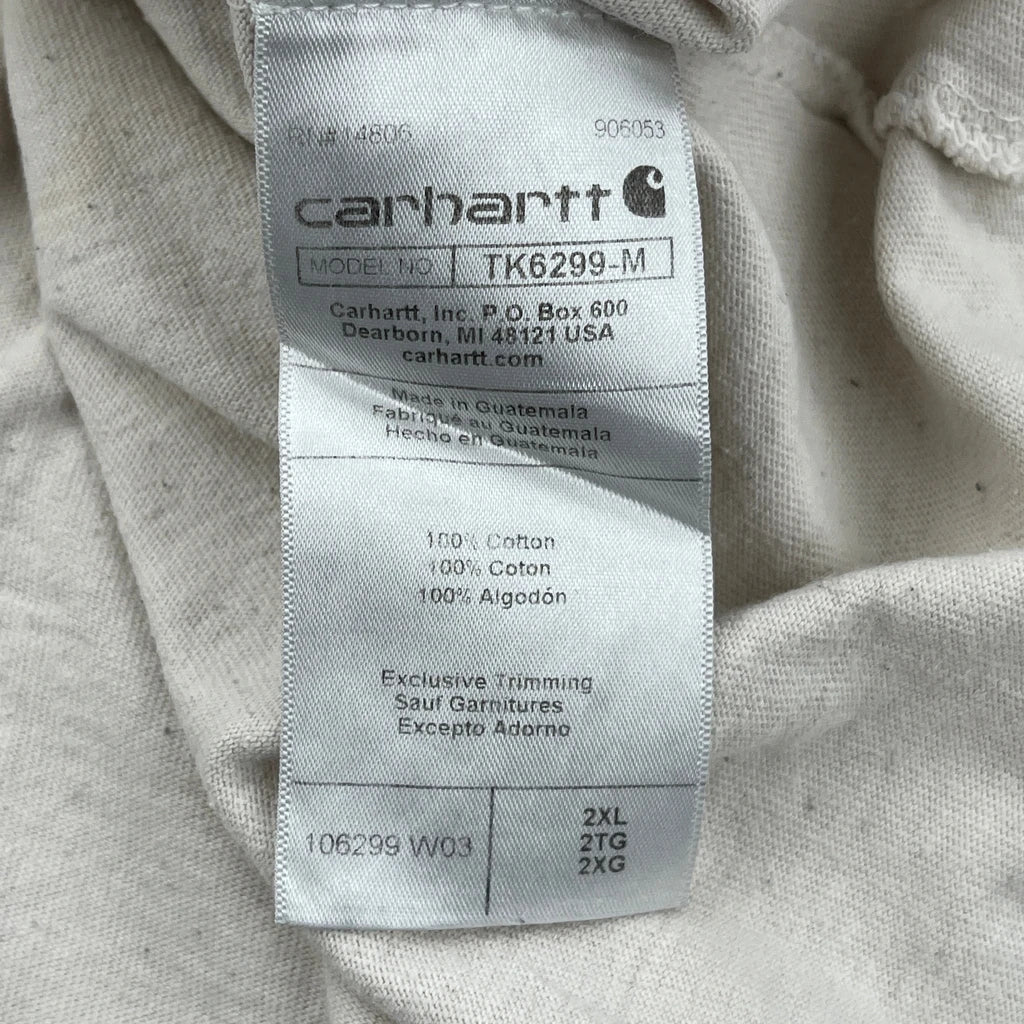 RN# 14806 906053
carhartt
MODEL NO TK6299-M
Carhartt, Inc. P.O. Box 600
Dearborn, MI 48121 USA
carhartt.com
Made in Guatemala
Fabriqué au Guatemala
Hecho en Guatemala
100% Cotton
100% Coton
100% Algodón
Exclusive Trimming
Sauf Garnitures
Excepto Adorno
106299 W03
2XL
2TG
2XG